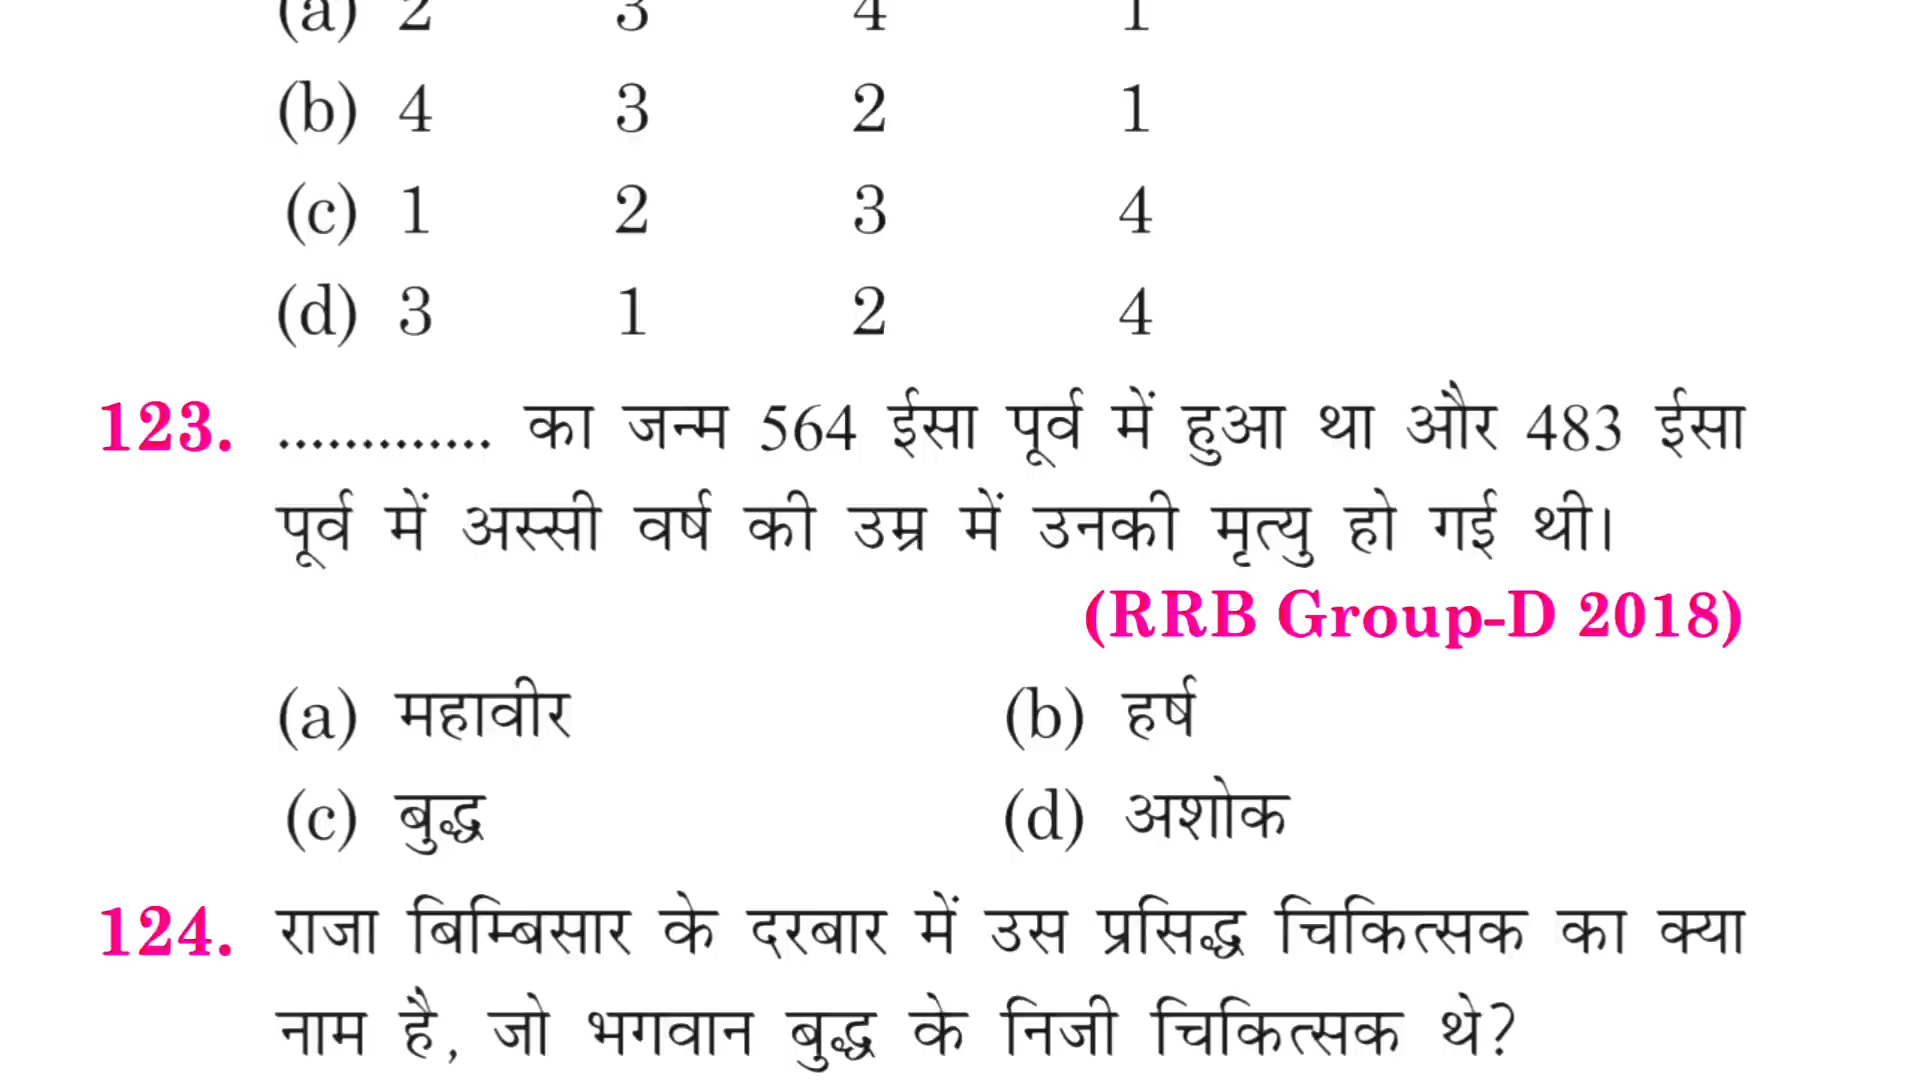 (a) 2 3 4 1
(b) 4 3 2 1
(c) 1 2 3 4
(d) 3 1 2 4
123. ............. का जन्म 564 ईसा पूर्व में हुआ था और 483 ईसा
पूर्व में अस्सी वर्ष की उम्र में उनकी मृत्यु हो गई थी।
(RRB Group-D 2018)
(a) महावीर (b) हर्ष
(c) बुद्ध (d) अशोक
124. राजा बिम्बिसार के दरबार में उस प्रसिद्ध चिकित्सक का क्या
नाम है, जो भगवान बुद्ध के निजी चिकित्सक थे?